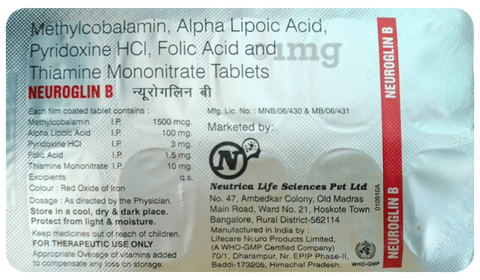 Methylcobalamin, Alpha Lipoic Acid,
Pyridoxine HCl, Folic Acid and
Thiamine Mononitrate Tablets
NEUROGLIN B न्यूरोगलिन बी
Each film coated tablet contains :
Methylcobalamin I.P. 1500 mcg.
Alpha Lipoic Acid I.P. 100 mg.
Pyridoxine HCl I.P. 3 mg.
Folic Acid I.P. 1.5 mg.
Thiamine Mononitrate I.P. 10 mg.
Excipients q.s.
Colour : Red Oxide of Iron
Dosage : As directed by the Physician.
Store in a cool, dry & dark place.
Protect from light & moisture.
Keep medicines out of reach of children.
FOR THERAPEUTIC USE ONLY
Appropriate Overage of vitamins added
to compensate any loss on storage.
Mfg. Lic. No. : MNB/06/430 & MB/06/431
Marketed by:
N
Neutrica Life Sciences Pvt Ltd
No. 47, Ambedkar Colony, Old Madras
Main Road, Ward No. 21, Hoskote Town
Bangalore, Rural District-562114
Manufactured in India by :
Lifecare Neuro Products Limited,
(A WHO-GMP Certified Company)
70/1, Dharampur, Nr. EPIP Phase-II,
Baddi-173205, Himachal Pradesh.
WHO-GMP
010910A
NEUROGLIN B
NEUROGLIN B
1mg